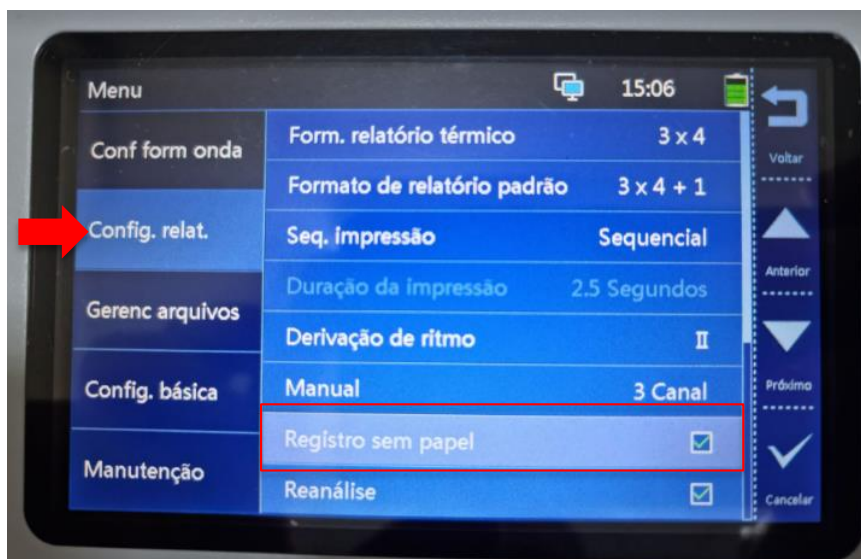 Menu 15:06
Conf form onda
Config. relat.
Gerenc arquivos
Config. básica
Manutenção
Form. relatório térmico 3 x 4
Formato de relatório padrão 3 x 4 + 1
Seq. impressão Sequencial
Duração da impressão 2.5 Segundos
Derivação de ritmo II
Manual 3 Canal
Registro sem papel
Reanálise
Voltar
Anterior
Próximo
Cancelar